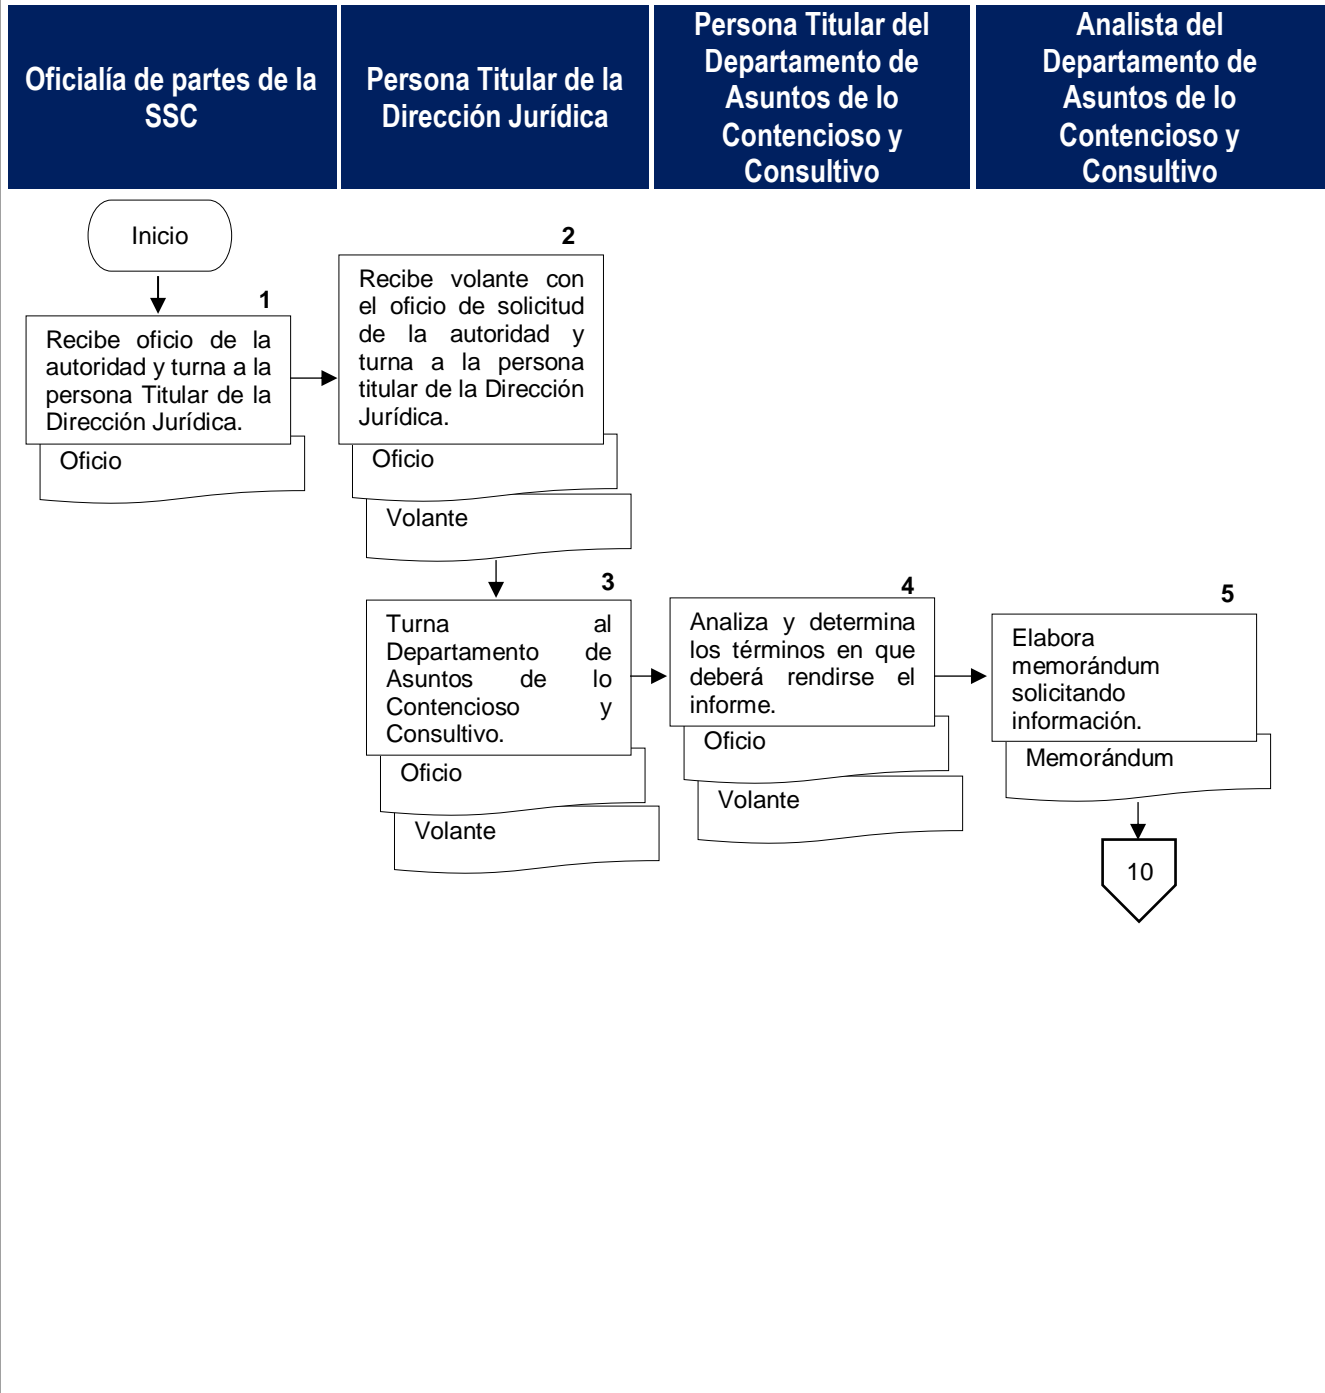 Oficialía de partes de la
SSC
Persona Titular de la
Dirección Jurídica
Persona Titular del
Departamento de
Asuntos de lo
Contencioso y
Consultivo
Analista del
Departamento de
Asuntos de lo
Contencioso y
Consultivo
Inicio
1
Recibe oficio de la
autoridad y turna a la
persona Titular de la
Dirección Jurídica.
Oficio
2
Recibe volante con
el oficio de solicitud
de la autoridad y
turna a la persona
titular de la Dirección
Jurídica.
Oficio
Volante
3
Turna al
Departamento de
Asuntos de lo
Contencioso y
Consultivo.
Oficio
Volante
4
Analiza y determina
los términos en que
deberá rendirse el
informe.
Oficio
Volante
5
Elabora
memorándum
solicitando
información.
Memorándum
10